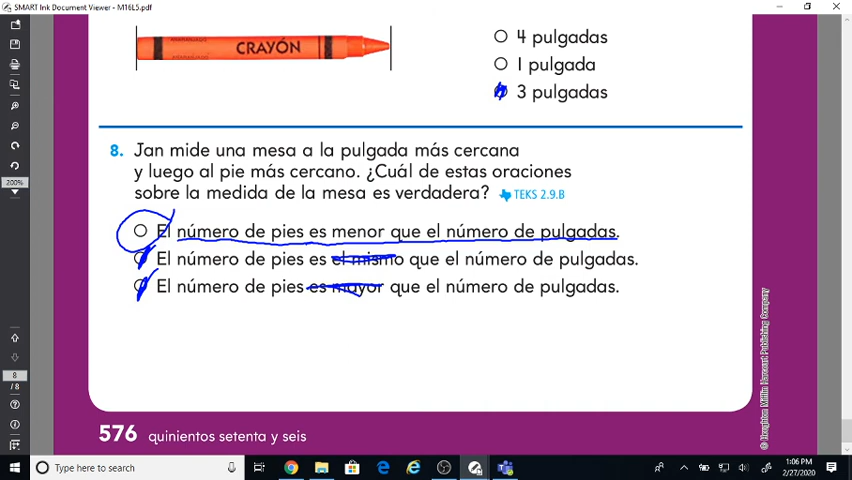 SMART Ink Document Viewer - M16L5.pdf
CRAYÓN
4 pulgadas
1 pulgada
3 pulgadas
8. Jan mide una mesa a la pulgada más cercana
y luego al pie más cercano. ¿Cuál de estas oraciones
sobre la medida de la mesa es verdadera? TEKS 2.9.B
El número de pies es menor que el número de pulgadas.
El número de pies es el mismo que el número de pulgadas.
El número de pies es mayor que el número de pulgadas.
© Houghton Mifflin Harcourt Publishing Company
576 quinientos setenta y seis
200%
8
/ 8
Type here to search
1:06 PM
2/27/2020